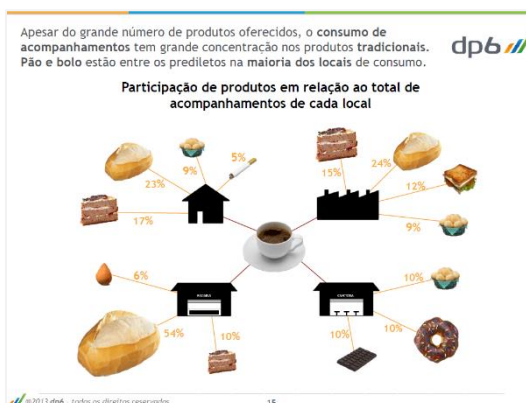 Apesar do grande número de produtos oferecidos, o consumo de
acompanhamentos tem grande concentração nos produtos tradicionais.
Pão e bolo estão entre os prediletos na maioria dos locais de consumo.
dp6
Participação de produtos em relação ao total de
acompanhamentos de cada local
5%
9%
23%
17%
15%
24%
12%
9%
6%
54%
10%
10%
10%
10%
PADARIA
CANTINA
©2013 dp6 - todos os direitos reservados
15